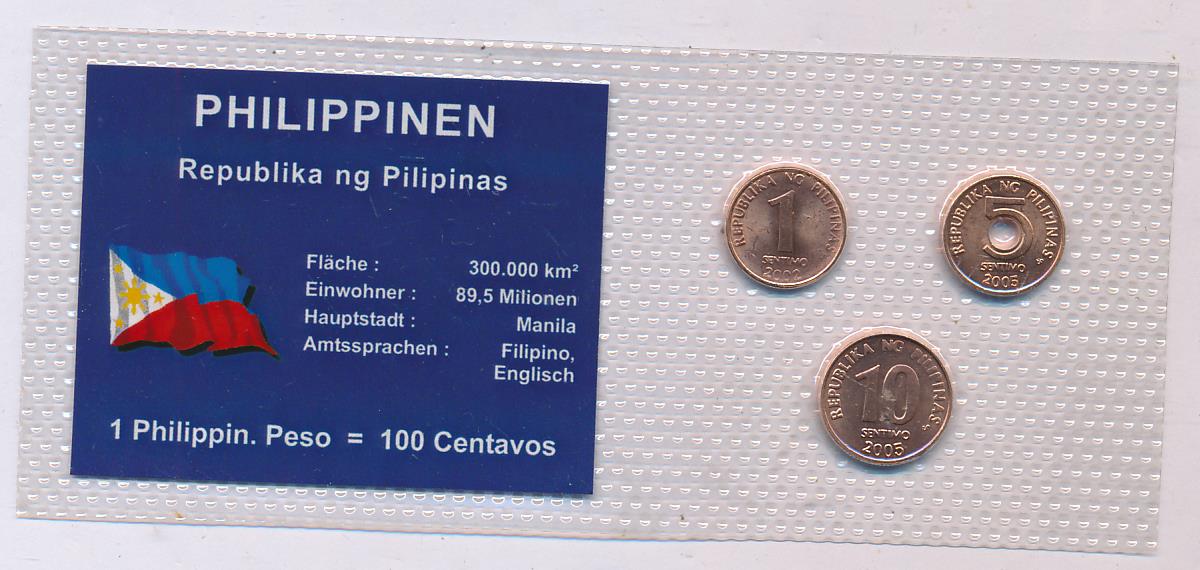 PHILIPPINEN
Republika ng Pilipinas
Fläche : 300.000 km²
Einwohner : 89,5 Milionen
Hauptstadt : Manila
Amtssprachen : Filipino,
Englisch
1 Philippin. Peso = 100 Centavos
REPUBLIKA NG PILIPINAS
1
SENTIMO
2002
REPUBLIKA NG PILIPINAS
5
SENTIMO
2005
REPUBLIKA NG PILIPINAS
10
SENTIMO
2005